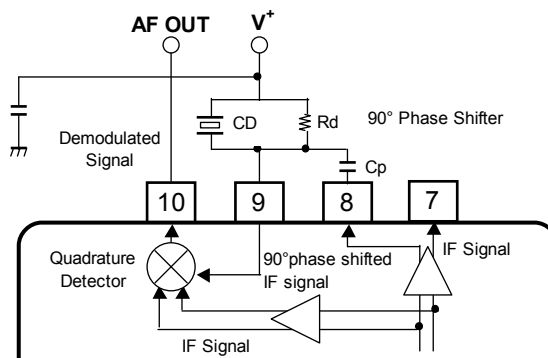 AF OUT
V+
CD
Rd
90° Phase Shifter
Demodulated
Signal
Cp
10
9
8
7
Quadrature
Detector
90°phase shifted
IF signal
IF Signal
IF Signal